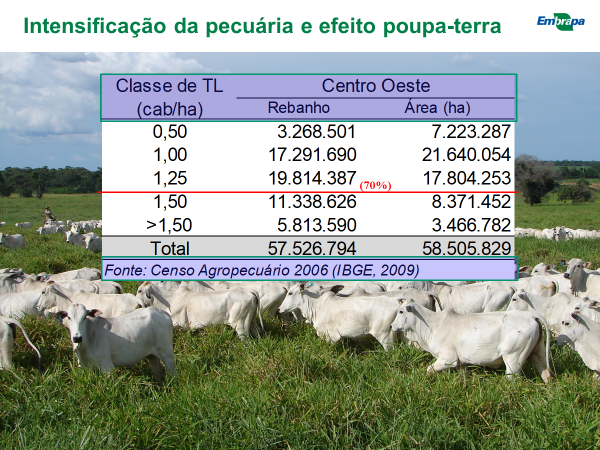 Intensificação da pecuária e efeito poupa-terra
Embrapa
Classe de TL (cab/ha) Centro Oeste
Rebanho Área (ha)
0,50 3.268.501 7.223.287
1,00 17.291.690 21.640.054
1,25 19.814.387 (70%) 17.804.253
1,50 11.338.626 8.371.452
>1,50 5.813.590 3.466.782
Total 57.526.794 58.505.829
Fonte: Censo Agropecuário 2006 (IBGE, 2009)